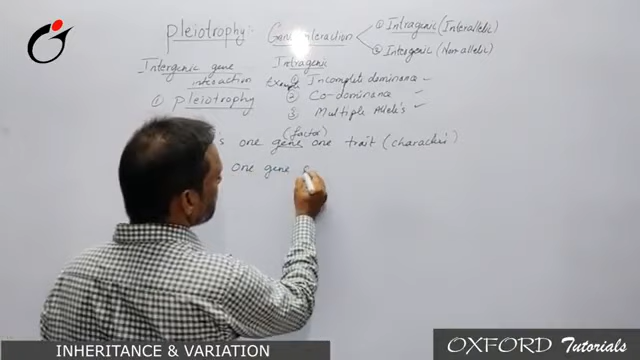 Pleiotrophy:- Gene interaction
① Intragenic (Interallelic)
② Intergenic (Non allelic)
Intergenic gene interaction
① Pleiotrophy
Intragenic
Example ① Incomplete dominance
② Co-dominance
③ Multiple Allele's
's one gene (factor) one trait (character)
One gene
INHERITANCE & VARIATION
OXFORD Tutorials